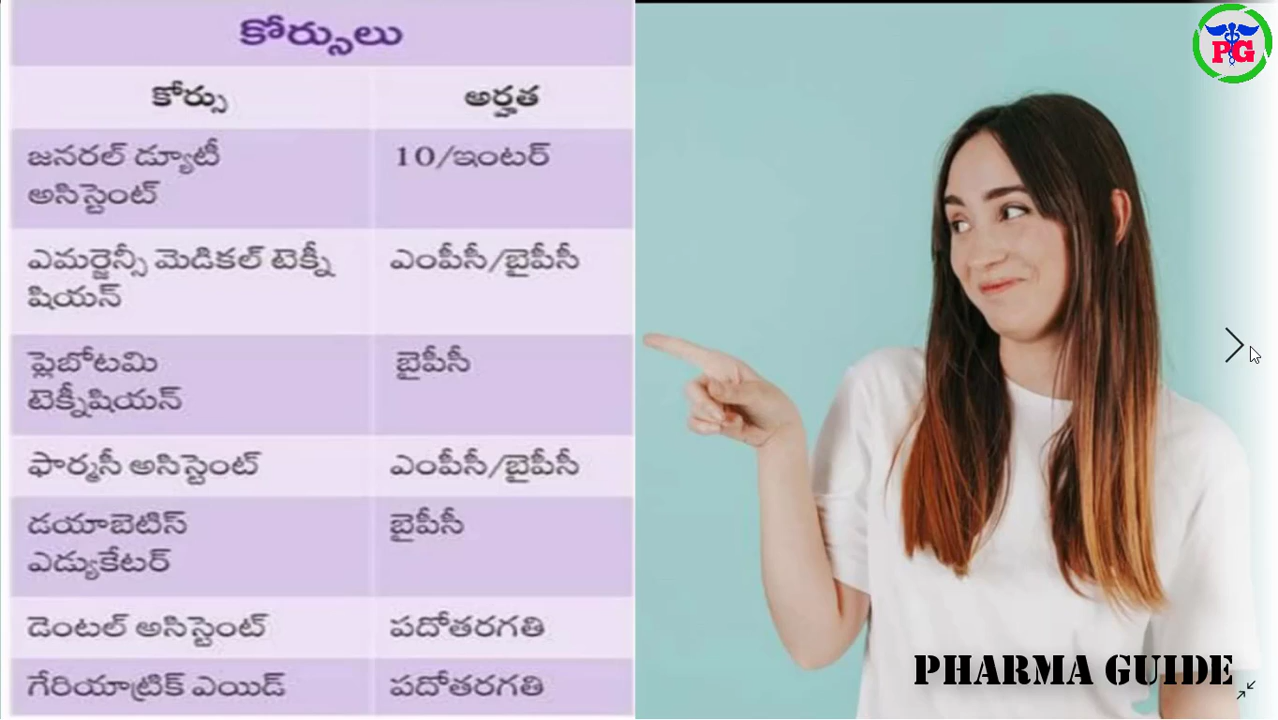 కోర్సులు
కోర్సు అర్హత
జనరల్ డ్యూటీ 10/ఇంటర్
అసిస్టెంట్
ఎమర్జెన్సీ మెడికల్ టెక్నీ ఎంపీసీ/బైపీసీ
షియన్
ప్లెబోటమి బైపీసీ
టెక్నీషియన్
ఫార్మసీ అసిస్టెంట్ ఎంపీసీ/బైపీసీ
డయాబెటిస్ బైపీసీ
ఎడ్యుకేటర్
డెంటల్ అసిస్టెంట్ పదోతరగతి
గేరియాట్రిక్ ఎయిడ్ పదోతరగతి
PG
PHARMA GUIDE